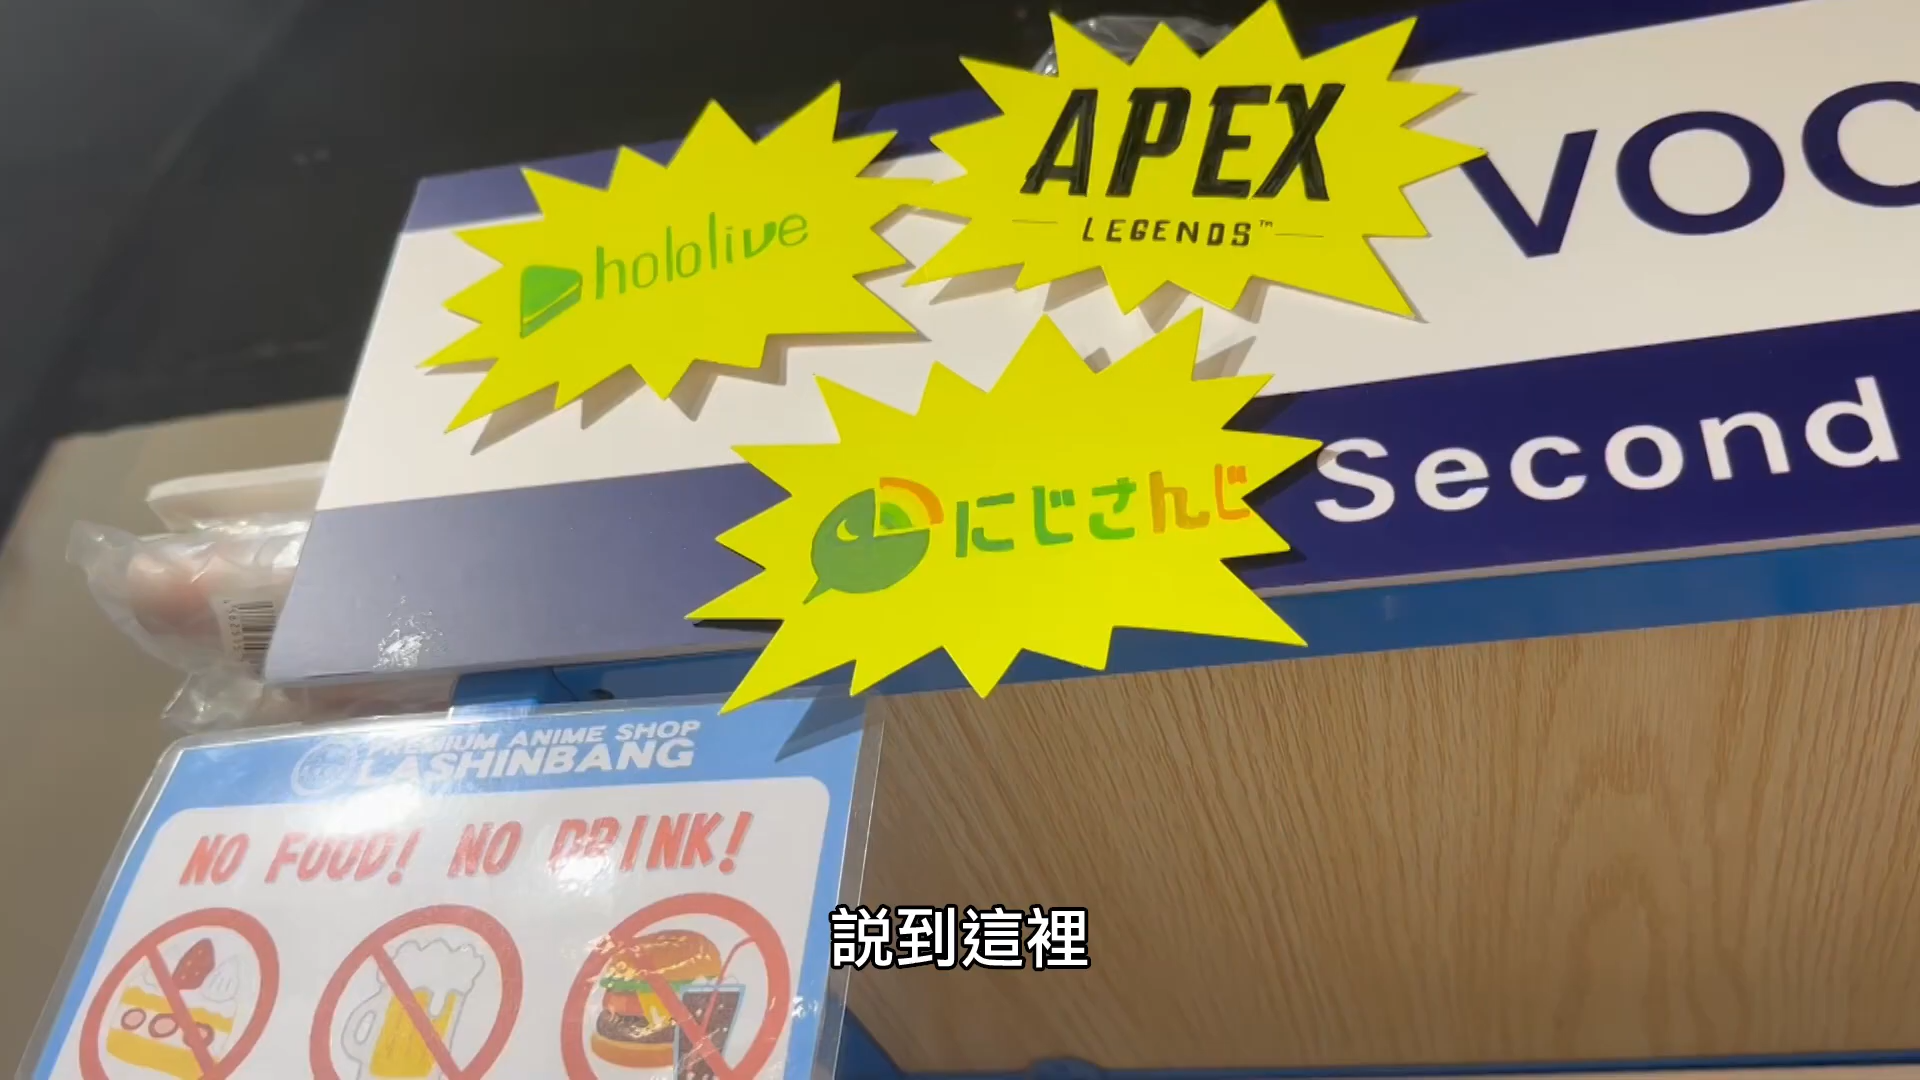 APEX
LEGENDS™
hololive
にじさんじ
VOC
Second
PREMIUM ANIME SHOP
LASHINBANG
NO FOOD! NO DRINK!
説到這裡